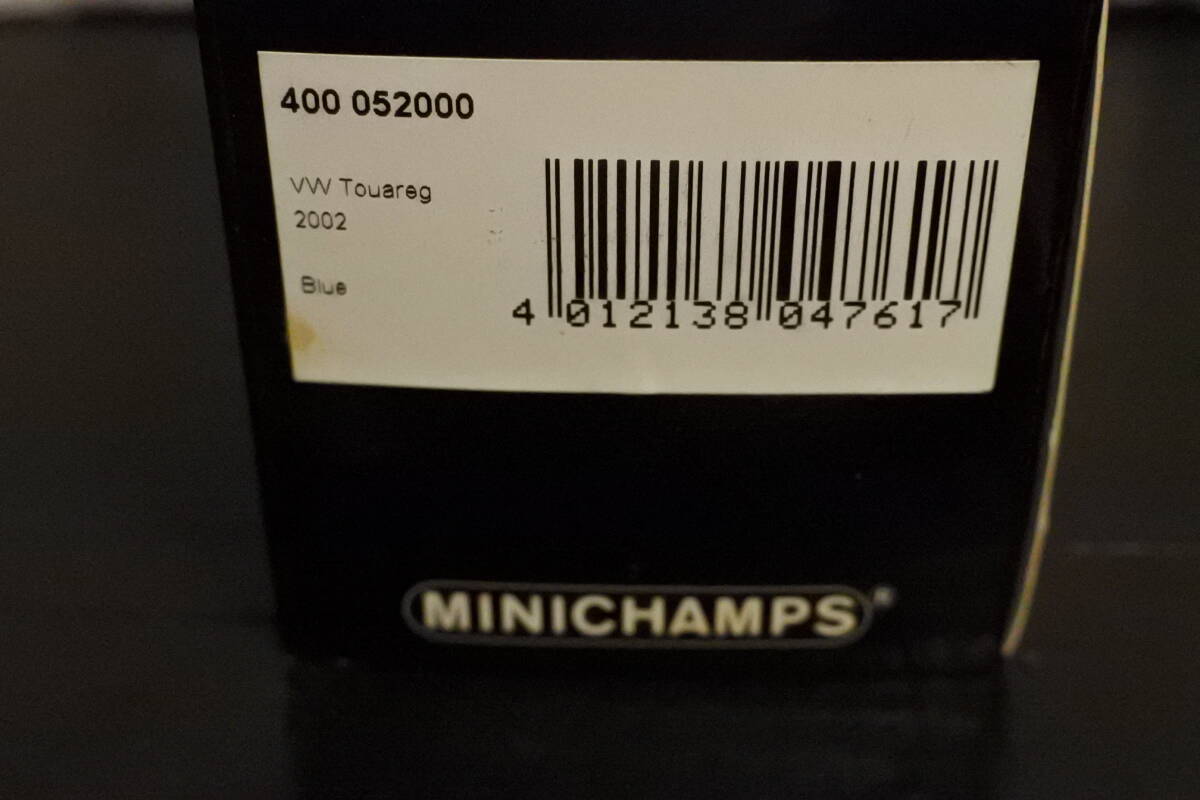 400 052000
VW Touareg
2002
Blue
4 012138 047617
MINICHAMPS®